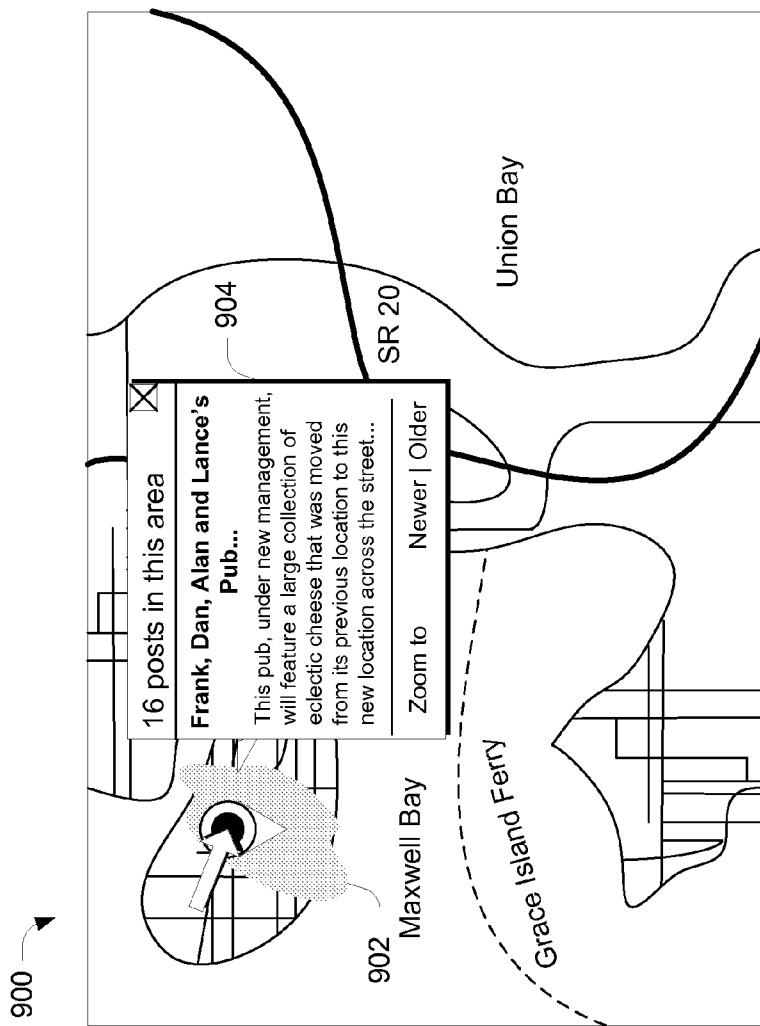 900
902
904
16 posts in this area
Frank, Dan, Alan and Lance's
Pub...
This pub, under new management,
will feature a large collection of
eclectic cheese that was moved
from its previous location to this
new location across the street...
Zoom to Newer | Older
SR 20
Union Bay
Maxwell Bay
Grace Island Ferry